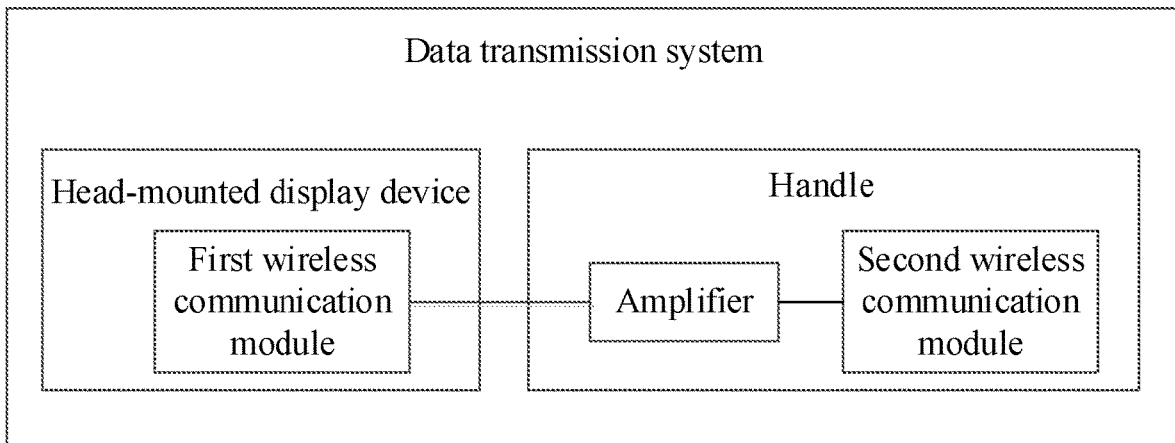 Data transmission system
Head-mounted display device
First wireless
communication
module
Handle
Amplifier
Second wireless
communication
module